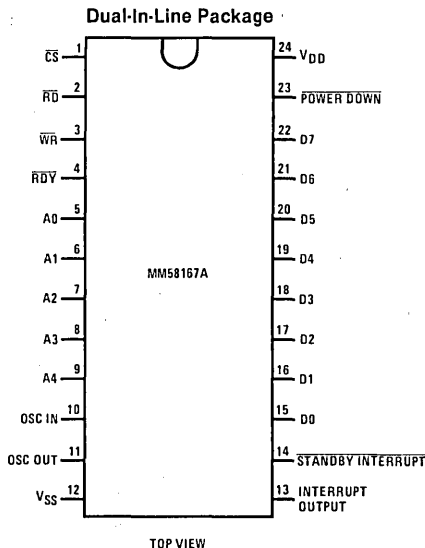 Dual-In-Line Package
CS 1
RD 2
WR 3
RDY 4
A0 5
A1 6
A2 7
A3 8
A4 9
OSC IN 10
OSC OUT 11
VSS 12
MM58167A
24 VDD
23 POWER DOWN
22 D7
21 D6
20 D5
19 D4
18 D3
17 D2
16 D1
15 D0
14 STANDBY INTERRUPT
13 INTERRUPT
OUTPUT
TOP VIEW